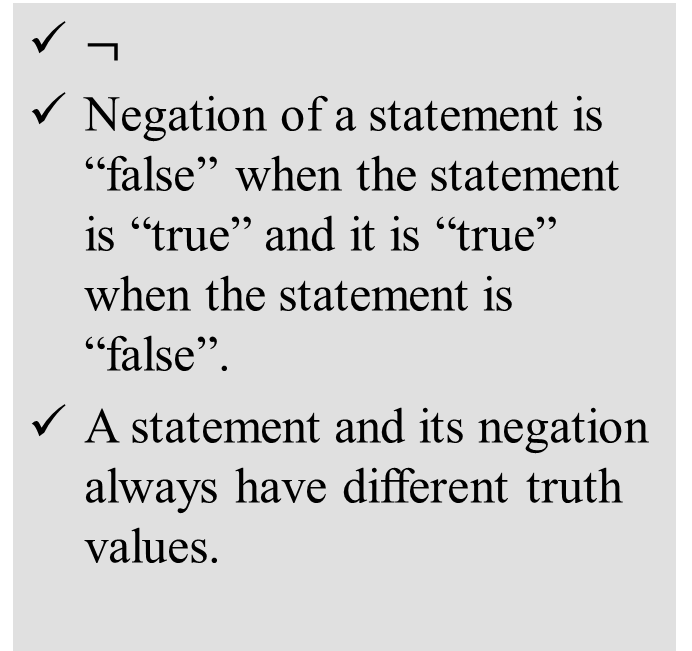 ✓ ¬
✓ Negation of a statement is
“false” when the statement
is “true” and it is “true”
when the statement is
“false”.
✓ A statement and its negation
always have different truth
values.